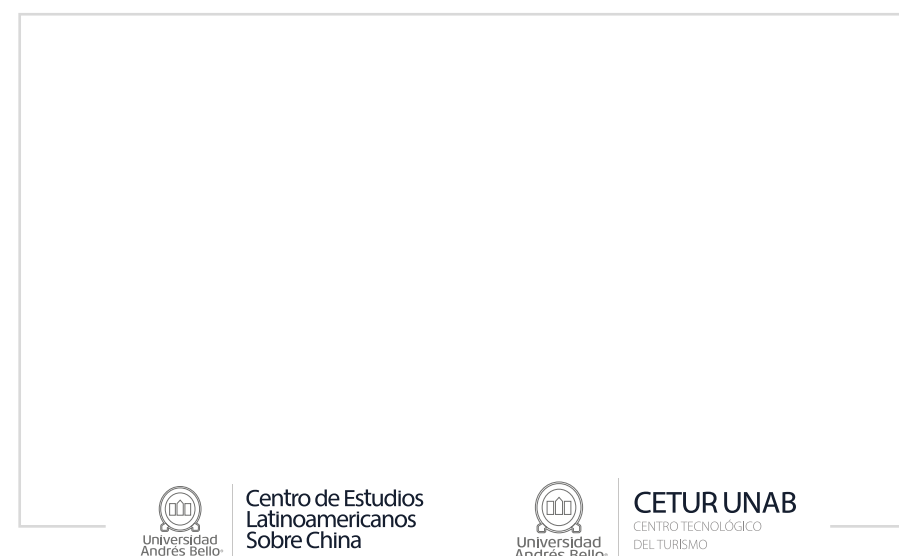 Universidad
Andrés Bello
Centro de Estudios
Latinoamericanos
Sobre China
Universidad
Andrés Bello
CETUR UNAB
CENTRO TECNOLÓGICO
DEL TURISMO